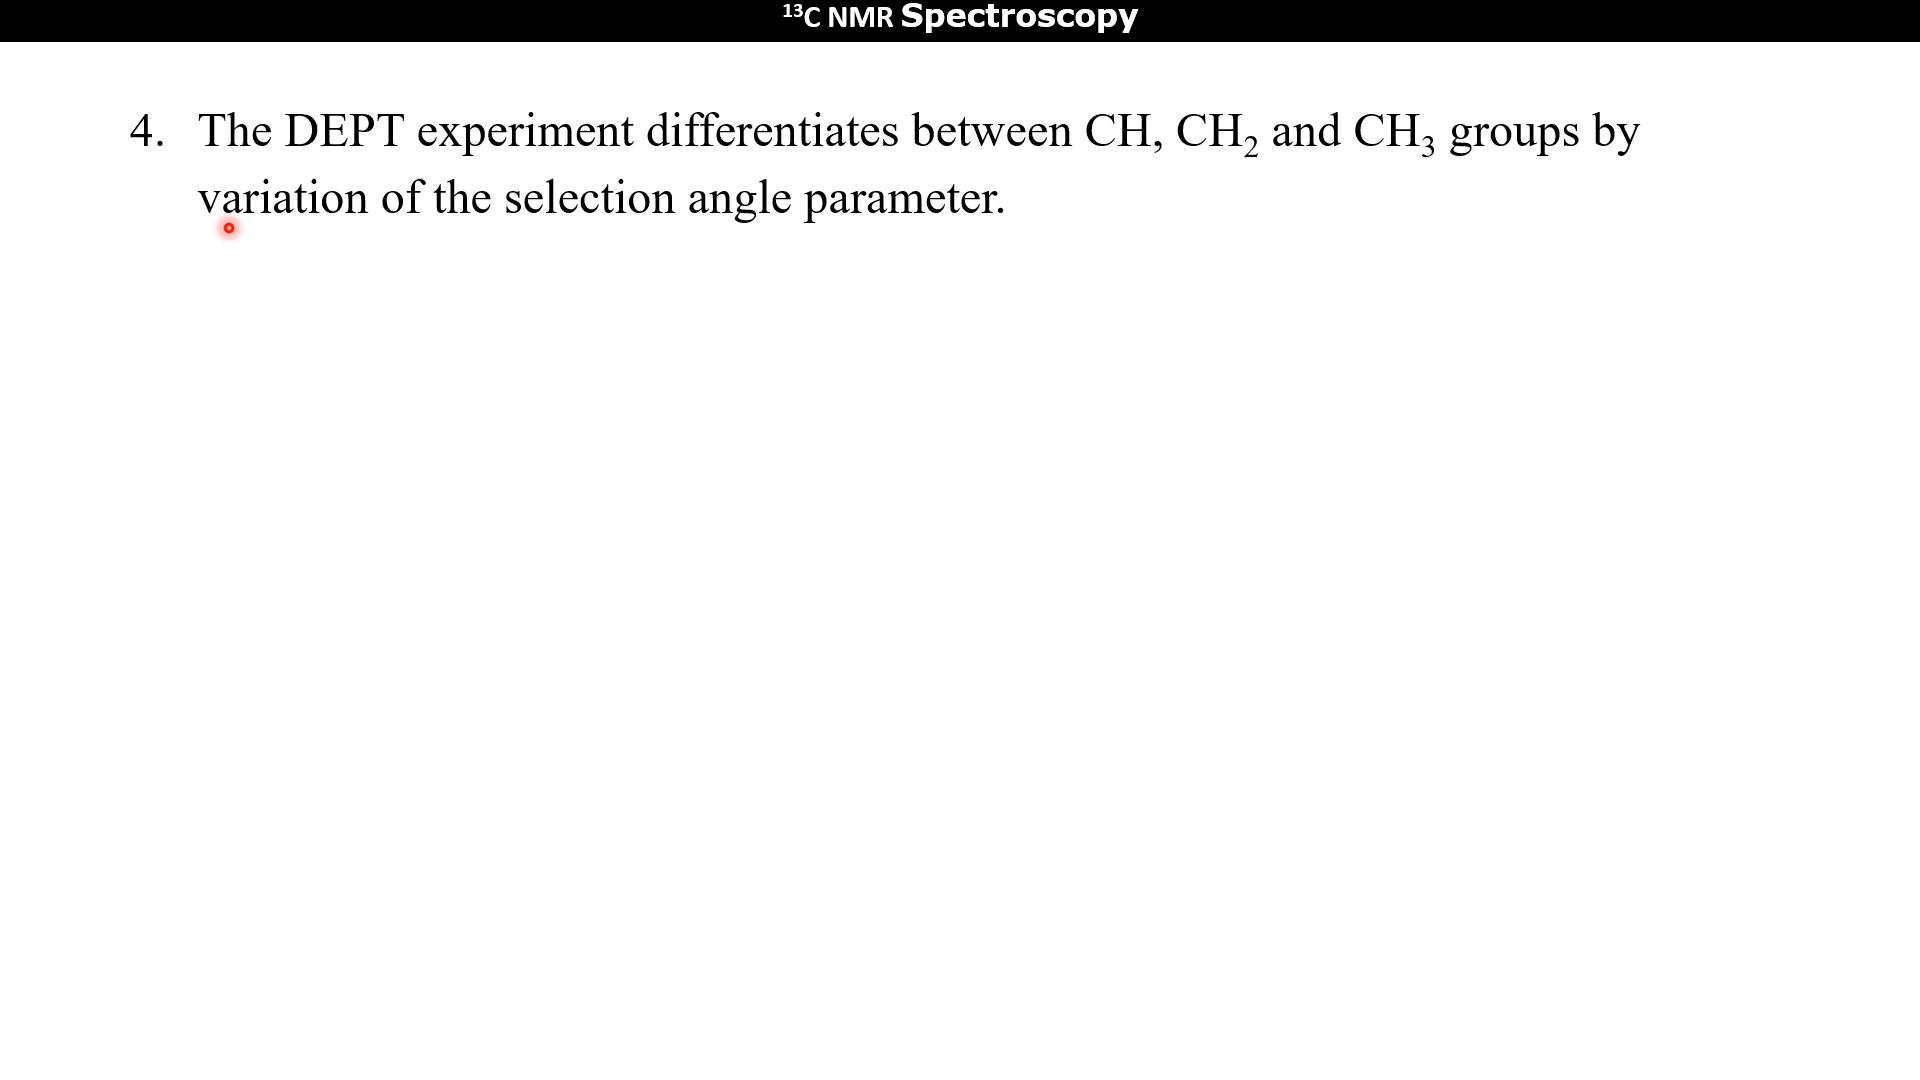 ¹³C NMR Spectroscopy
4. The DEPT experiment differentiates between CH, CH₂ and CH₃ groups by
variation of the selection angle parameter.